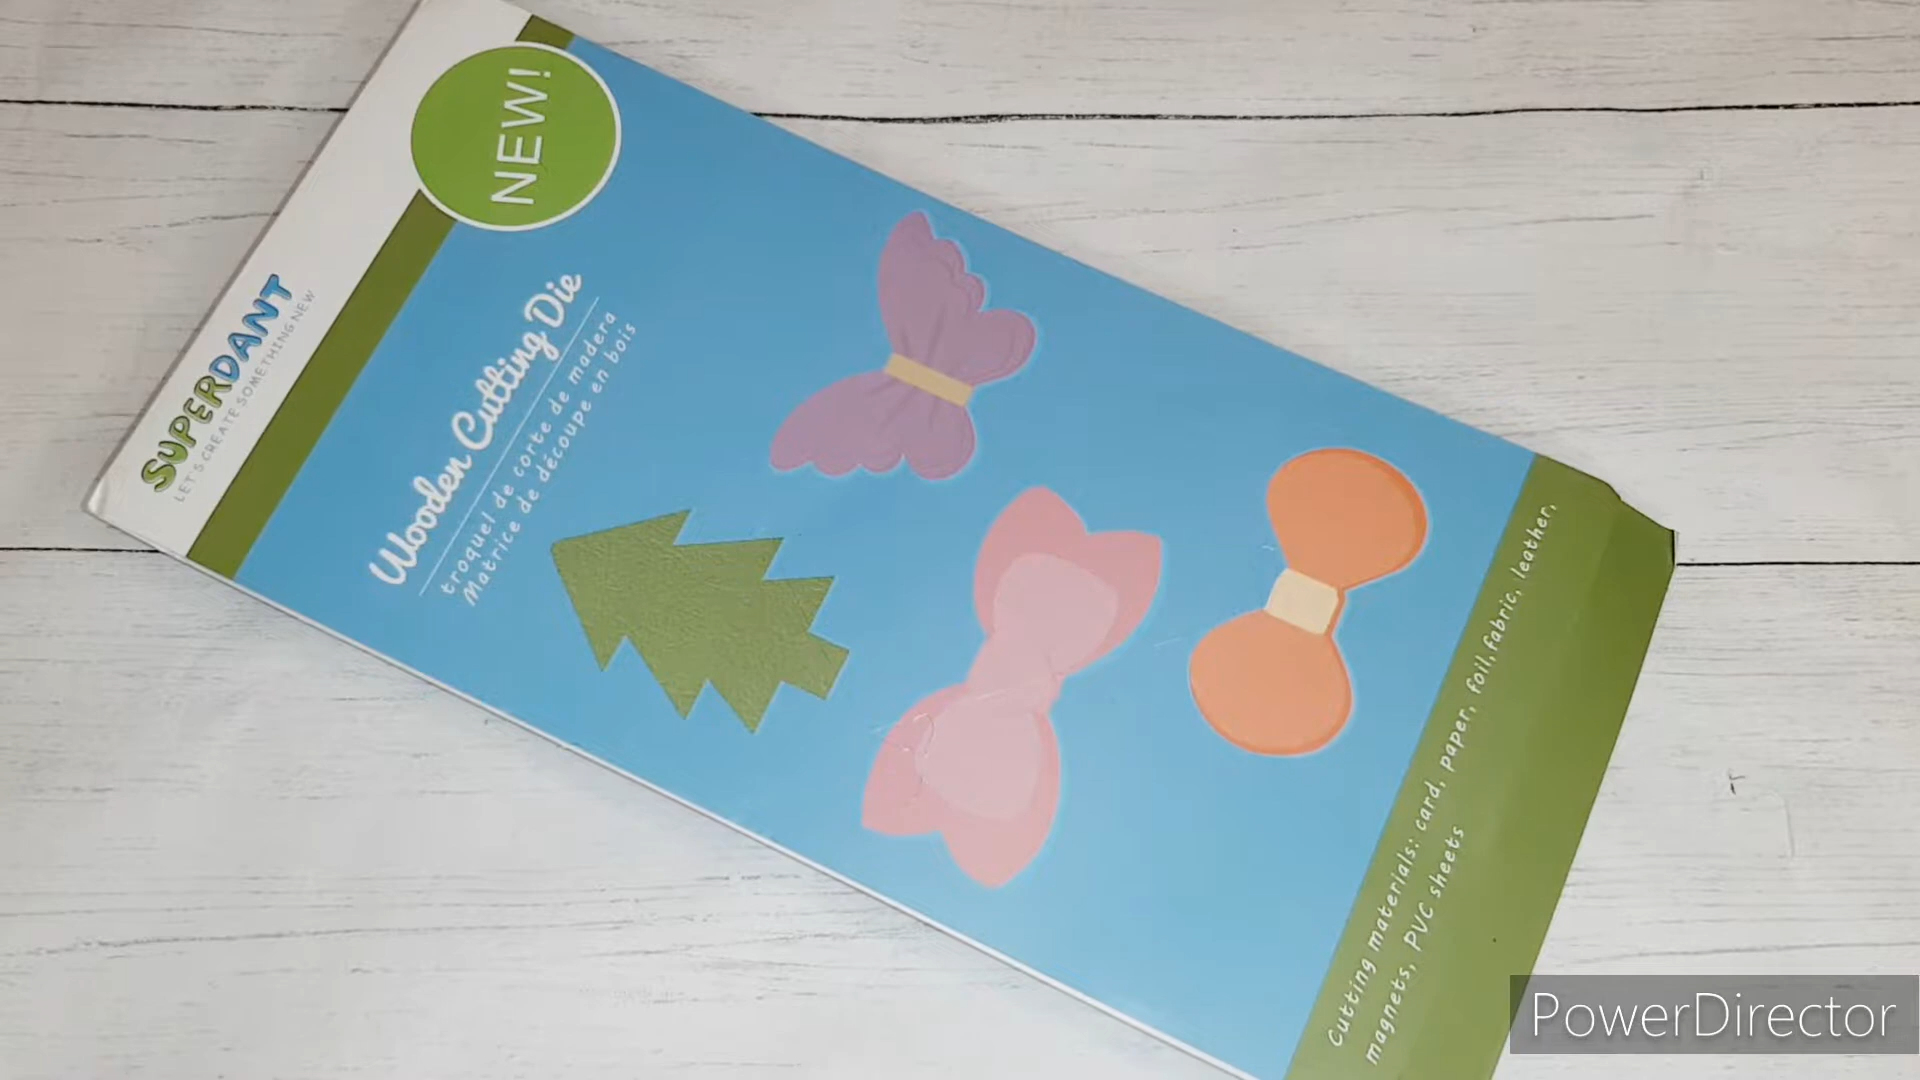 SUPERDANT
LET'S CREATE SOMETHING NEW
NEW!
Wooden Cutting Die
troquel de corte de madera
Matrice de découpe en bois
Cutting materials: card, paper, foil, fabric, leather,
magnets, PVC sheets
PowerDirector